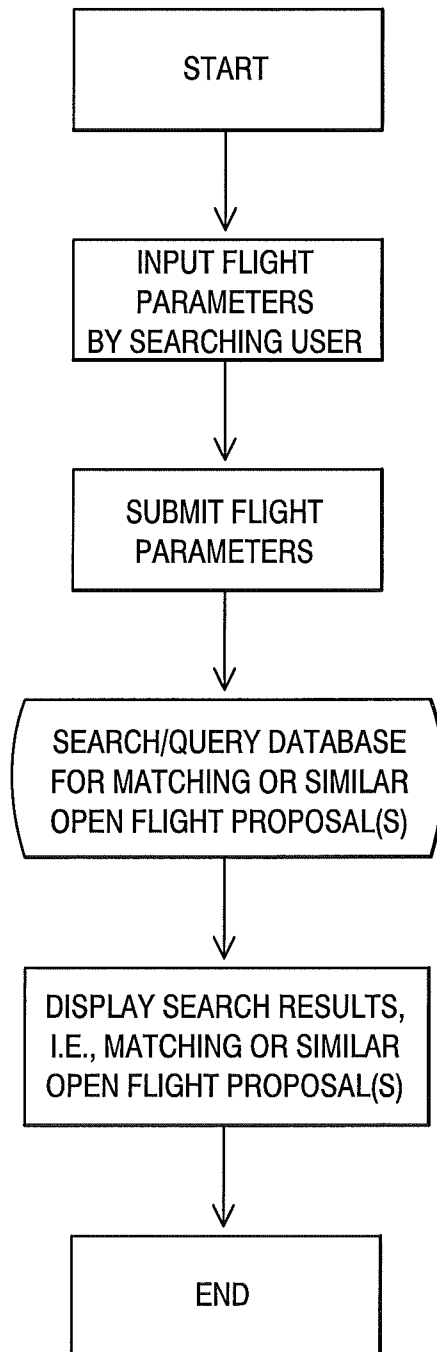 START
INPUT FLIGHT
PARAMETERS
BY SEARCHING USER
SUBMIT FLIGHT
PARAMETERS
SEARCH/QUERY DATABASE
FOR MATCHING OR SIMILAR
OPEN FLIGHT PROPOSAL(S)
DISPLAY SEARCH RESULTS,
I.E., MATCHING OR SIMILAR
OPEN FLIGHT PROPOSAL(S)
END